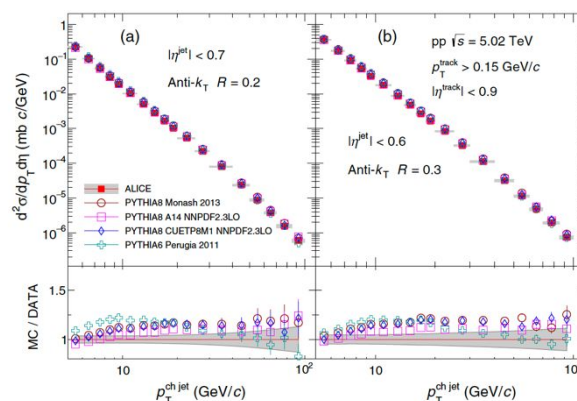 (a)
|η^jet| < 0.7
Anti-k_T R = 0.2
d²σ/dp_T dη (mb c/GeV)
1
10⁻¹
10⁻²
10⁻³
10⁻⁴
10⁻⁵
10⁻⁶
ALICE
PYTHIA8 Monash 2013
PYTHIA8 A14 NNPDF2.3LO
PYTHIA8 CUETP8M1 NNPDF2.3LO
PYTHIA6 Perugia 2011
(b)
pp √s = 5.02 TeV
p_T^track > 0.15 GeV/c
|η^track| < 0.9
|η^jet| < 0.6
Anti-k_T R = 0.3
MC / DATA
1.5
1
10
10²
10
10²
p_T^ch jet (GeV/c)
p_T^ch jet (GeV/c)